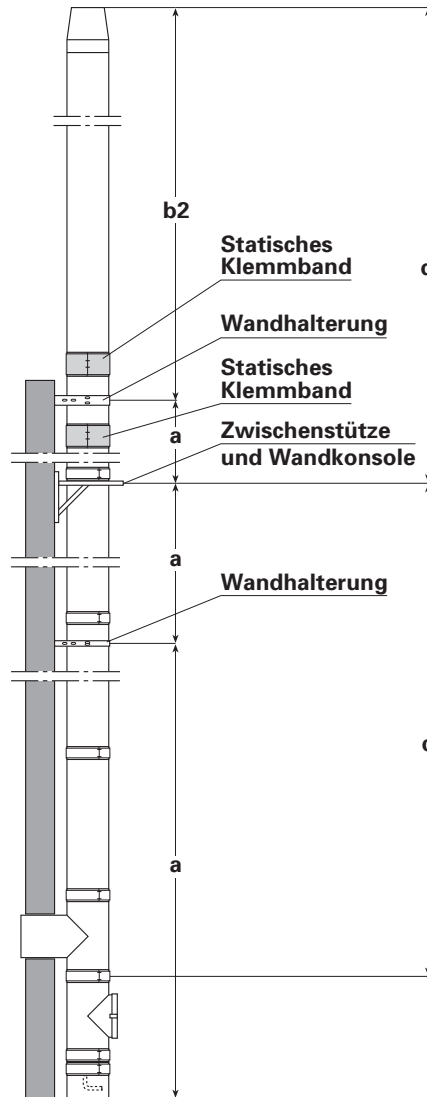 b2
Statisches
Klemmband
Wandhalterung
Statisches
Klemmband
a
Zwischenstütze
und Wandkonsole
a
Wandhalterung
a